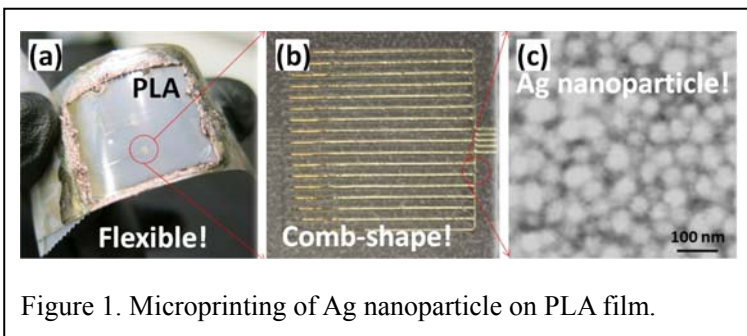 (a)
PLA
Flexible!
(b)
Comb-shape!
(c)
Ag nanoparticle!
100 nm
Figure 1. Microprinting of Ag nanoparticle on PLA film.